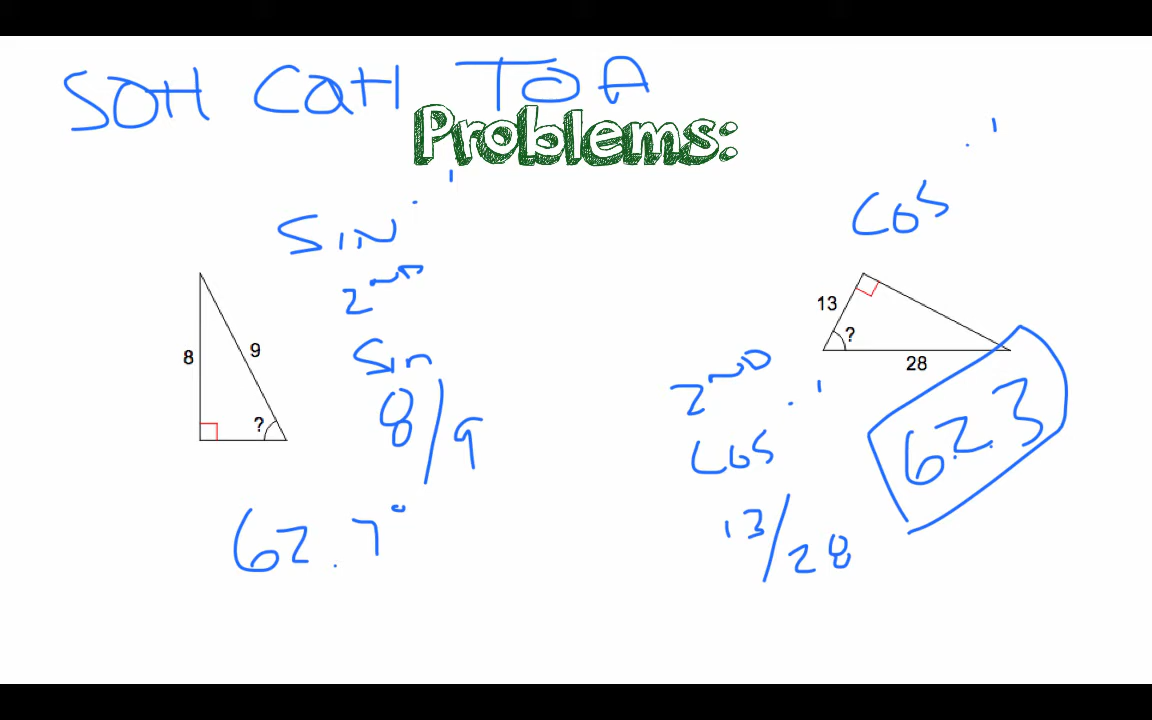 SOH CAH TOA
Problems:
SIN
2ND
Sin
8/9
62.7°
8
9
?
COS
13
?
28
2ND
COS
13/28
62.3